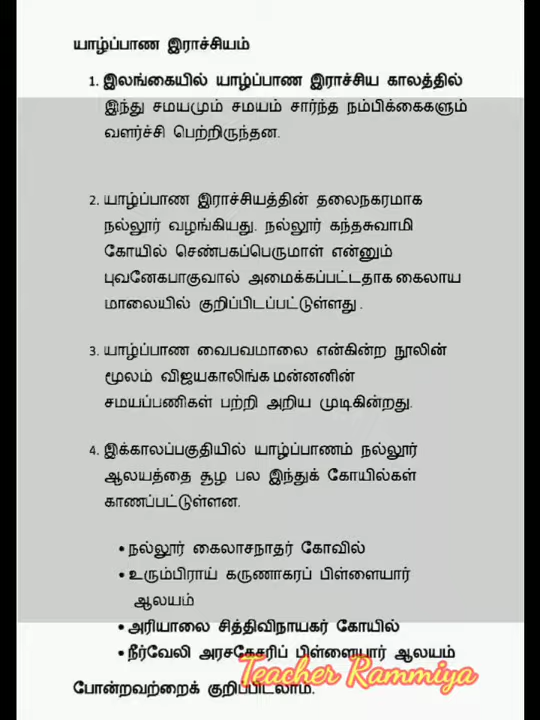 யாழ்ப்பாண இராச்சியம்
1. இலங்கையில் யாழ்ப்பாண இராச்சிய காலத்தில்
இந்து சமயமும் சமயம் சார்ந்த நம்பிக்கைகளும்
வளர்ச்சி பெற்றிருந்தன.
2. யாழ்ப்பாண இராச்சியத்தின் தலைநகரமாக
நல்லூர் வழங்கியது. நல்லூர் கந்தசுவாமி
கோயில் செண்பகப்பெருமாள் என்னும்
புவனேகபாகுவால் அமைக்கப்பட்டதாக கைலாய
மாலையில் குறிப்பிடப்பட்டுள்ளது .
3. யாழ்ப்பாண வைபவமாலை என்கின்ற நூலின்
மூலம் விஜயகாலிங்க மன்னனின்
சமயப்பணிகள் பற்றி அறிய முடிகின்றது.
4. இக்காலப்பகுதியில் யாழ்ப்பாணம் நல்லூர்
ஆலயத்தை சூழ பல இந்துக் கோயில்கள்
காணப்பட்டுள்ளன.
• நல்லூர் கைலாசநாதர் கோவில்
• உரும்பிராய் கருணாகரப் பிள்ளையார்
ஆலயம்
• அரியாலை சித்திவிநாயகர் கோயில்
• நீர்வேலி அரசகேசரிப் பிள்ளையார் ஆலயம்
போன்றவற்றைக் குறிப்பிடலாம்.
Teacher Rammiya